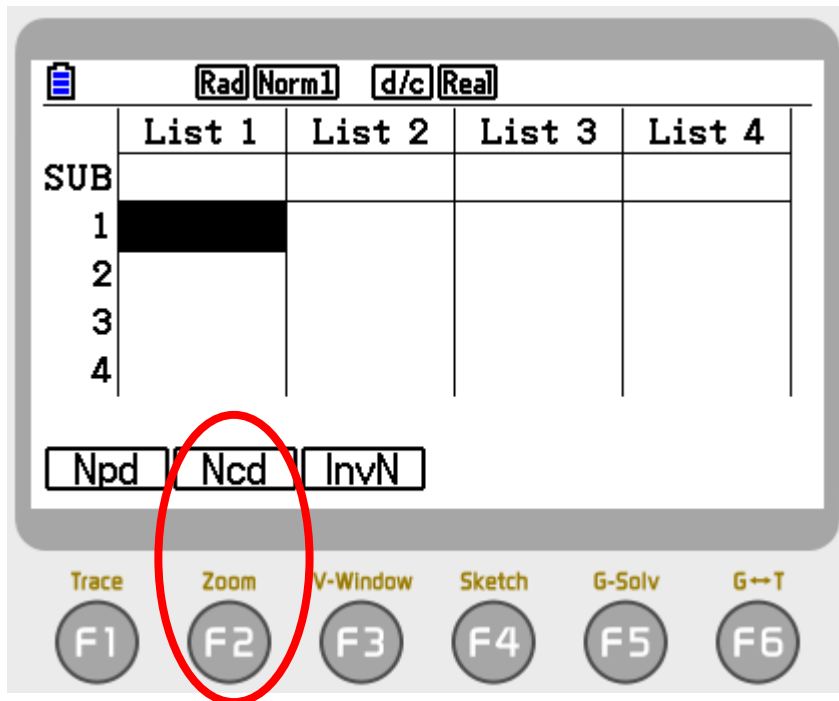 Rad Norm1 d/c Real
List 1 List 2 List 3 List 4
SUB
1
2
3
4
Npd Ncd InvN
Trace Zoom V-Window Sketch G-Solv G↔T
F1 F2 F3 F4 F5 F6